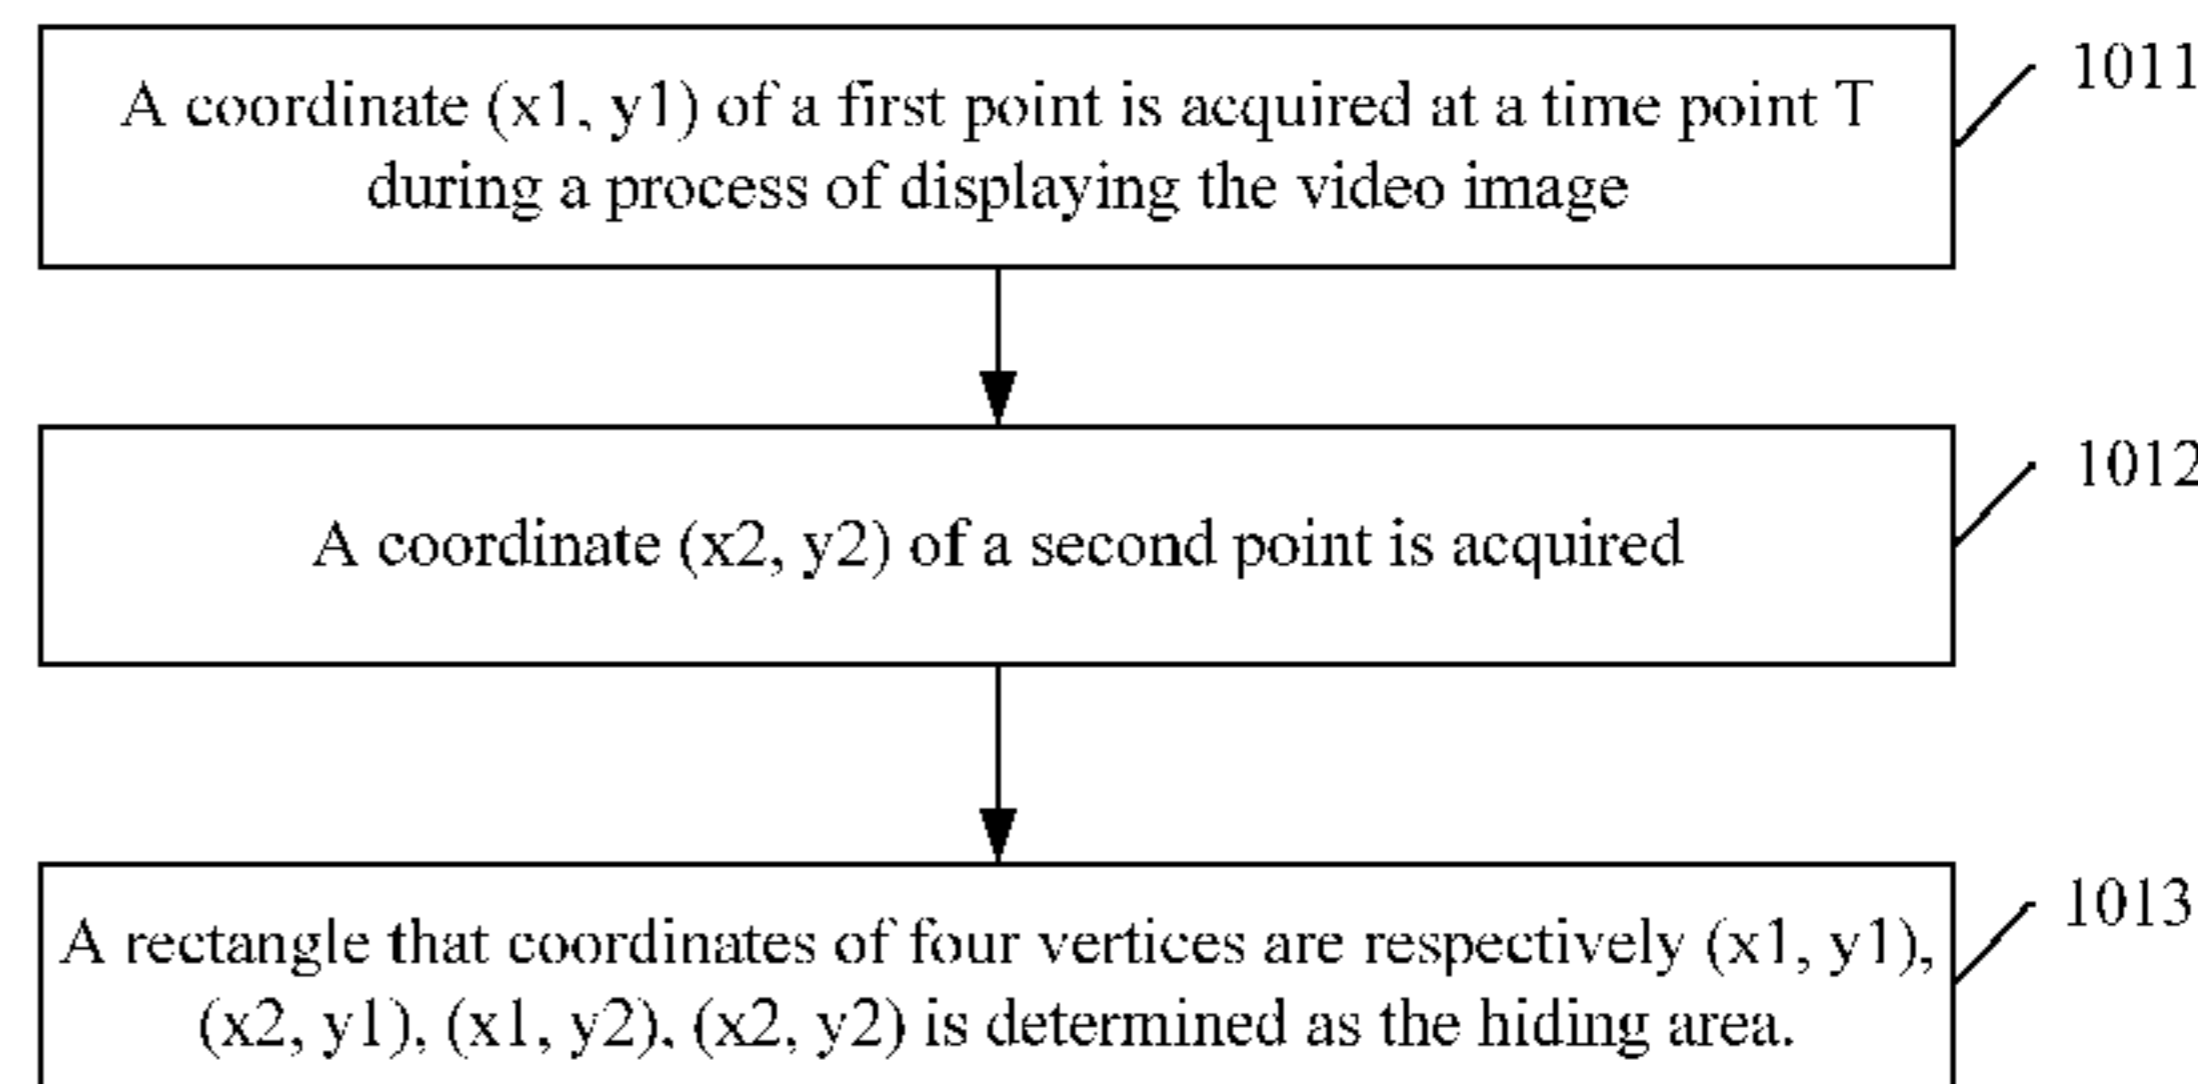 A coordinate (x1, y1) of a first point is acquired at a time point T
during a process of displaying the video image
1011
A coordinate (x2, y2) of a second point is acquired
1012
A rectangle that coordinates of four vertices are respectively (x1, y1),
(x2, y1), (x1, y2), (x2, y2) is determined as the hiding area.
1013